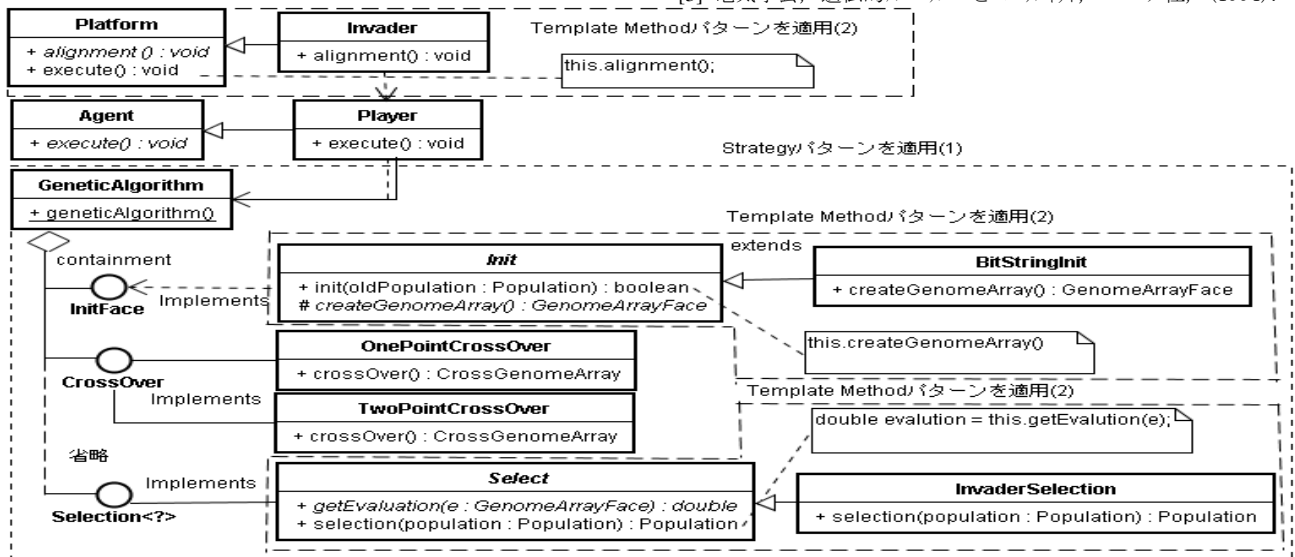 Platform
+ alignment () : void
+ execute() : void
Invader
+ alignment() : void
Template Methodパターンを適用(2)
this.alignment();
Agent
+ execute() : void
Player
+ execute() : void
Strategyパターンを適用(1)
GeneticAlgorithm
+ geneticAlgorithm()
Template Methodパターンを適用(2)
containment
InitFace
Implements
Init
+ init(oldPopulation : Population) : boolean
# createGenomeArray() : GenomeArrayFace
extends
BitStringInit
+ createGenomeArray() : GenomeArrayFace
this.createGenomeArray()
CrossOver
Implements
OnePointCrossOver
+ crossOver() : CrossGenomeArray
TwoPointCrossOver
+ crossOver() : CrossGenomeArray
Template Methodパターンを適用(2)
double evalution = this.getEvalution(e);
省略
Selection<?>
Implements
Select
+ getEvaluation(e : GenomeArrayFace) : double
+ selection(population : Population) : Population
InvaderSelection
+ selection(population : Population) : Population